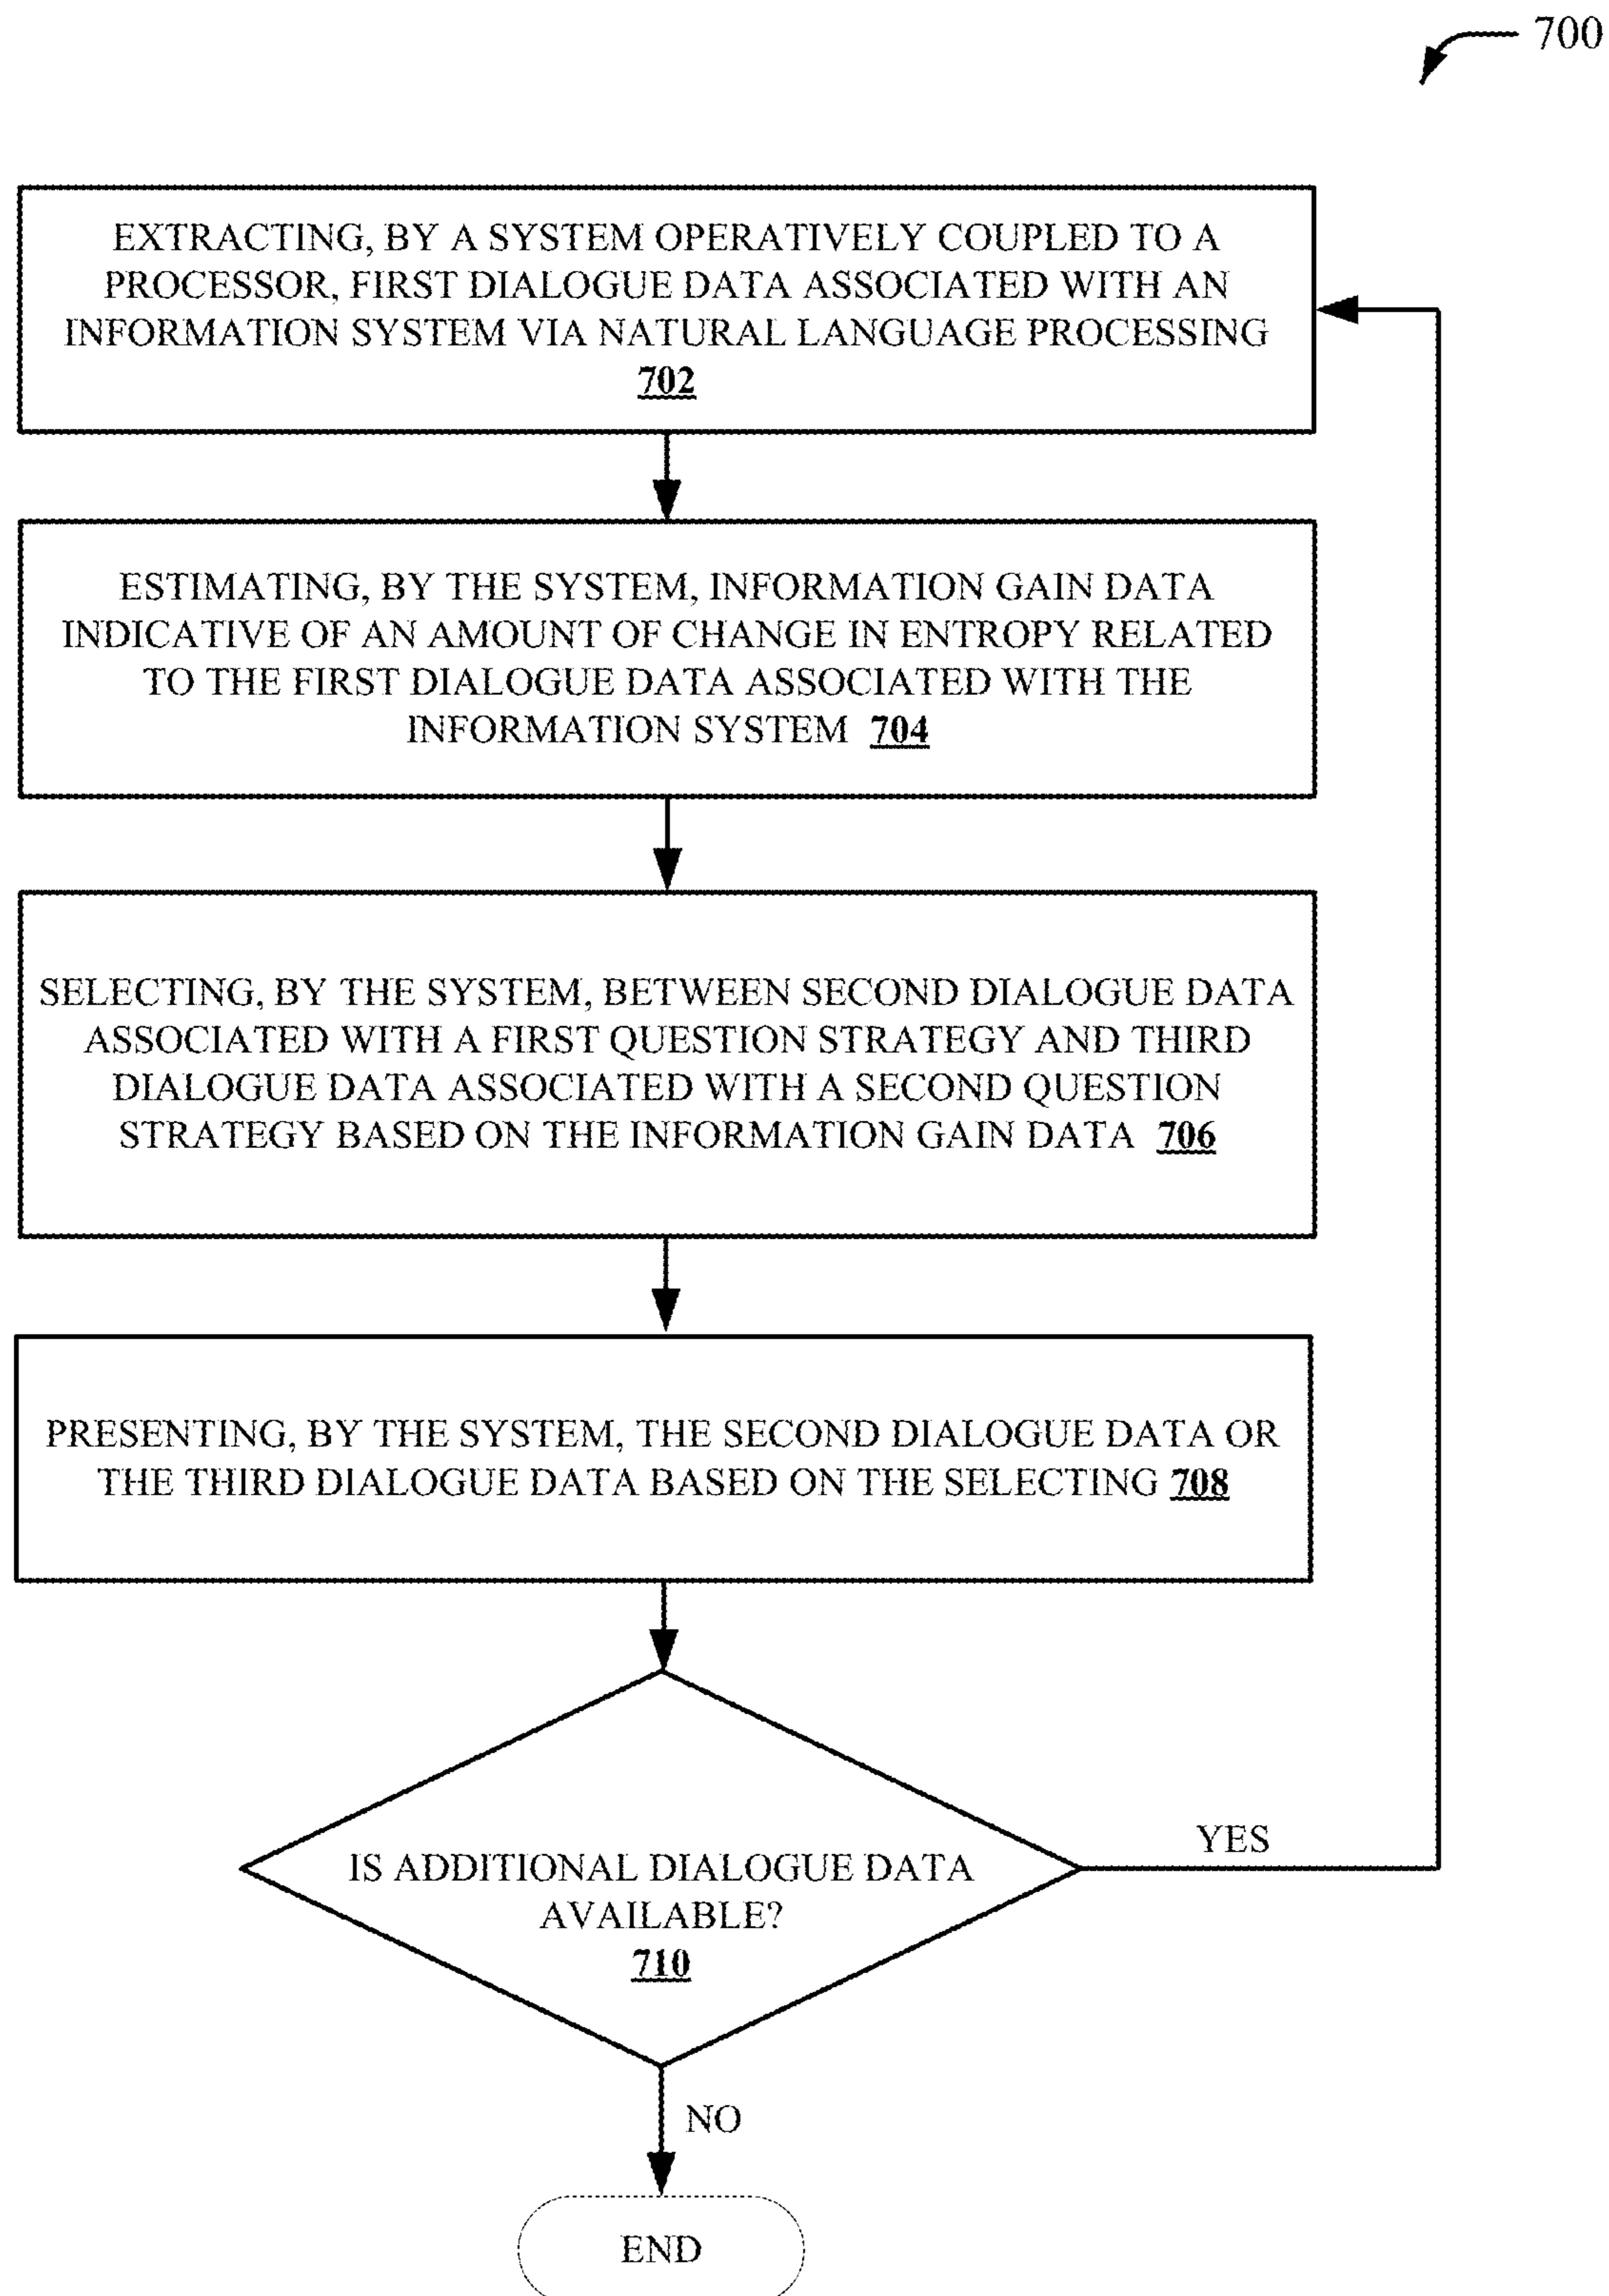 700
EXTRACTING, BY A SYSTEM OPERATIVELY COUPLED TO A
PROCESSOR, FIRST DIALOGUE DATA ASSOCIATED WITH AN
INFORMATION SYSTEM VIA NATURAL LANGUAGE PROCESSING
702
ESTIMATING, BY THE SYSTEM, INFORMATION GAIN DATA
INDICATIVE OF AN AMOUNT OF CHANGE IN ENTROPY RELATED
TO THE FIRST DIALOGUE DATA ASSOCIATED WITH THE
INFORMATION SYSTEM 704
SELECTING, BY THE SYSTEM, BETWEEN SECOND DIALOGUE DATA
ASSOCIATED WITH A FIRST QUESTION STRATEGY AND THIRD
DIALOGUE DATA ASSOCIATED WITH A SECOND QUESTION
STRATEGY BASED ON THE INFORMATION GAIN DATA 706
PRESENTING, BY THE SYSTEM, THE SECOND DIALOGUE DATA OR
THE THIRD DIALOGUE DATA BASED ON THE SELECTING 708
YES
IS ADDITIONAL DIALOGUE DATA
AVAILABLE?
710
NO
END